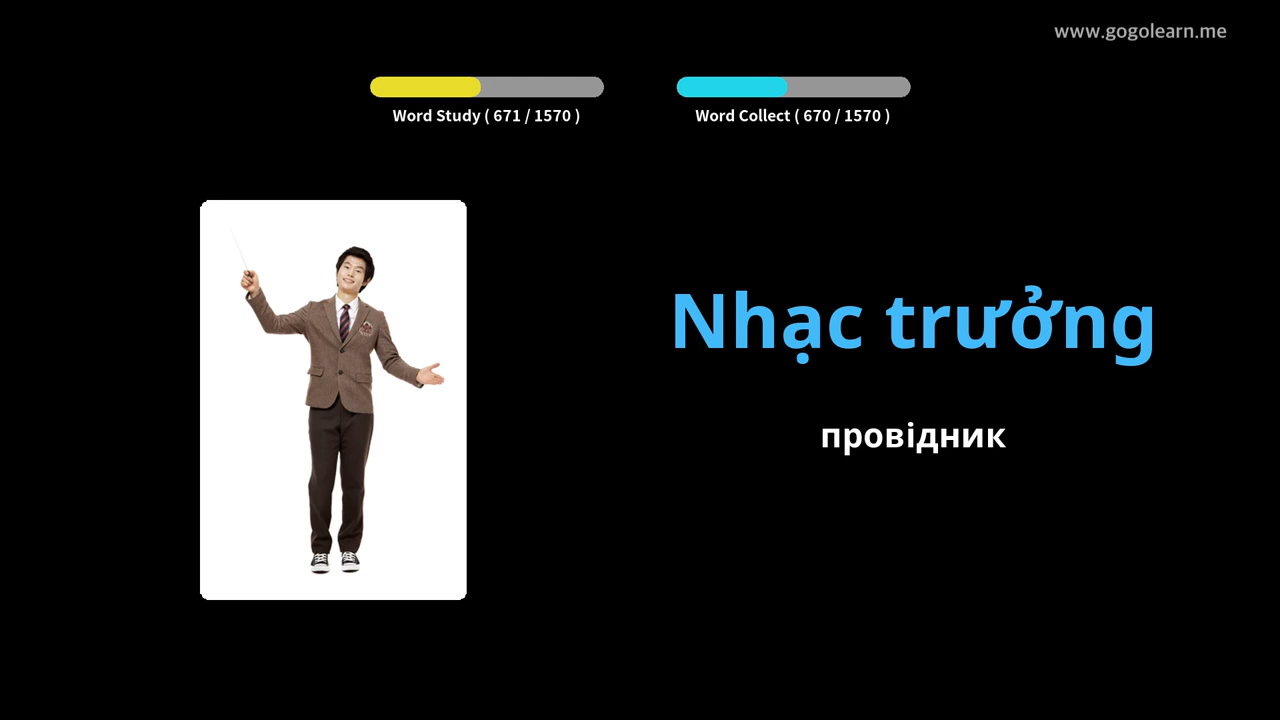 www.gogolearn.me
Word Study ( 671 / 1570 )
Word Collect ( 670 / 1570 )
Nhạc trưởng
провідник